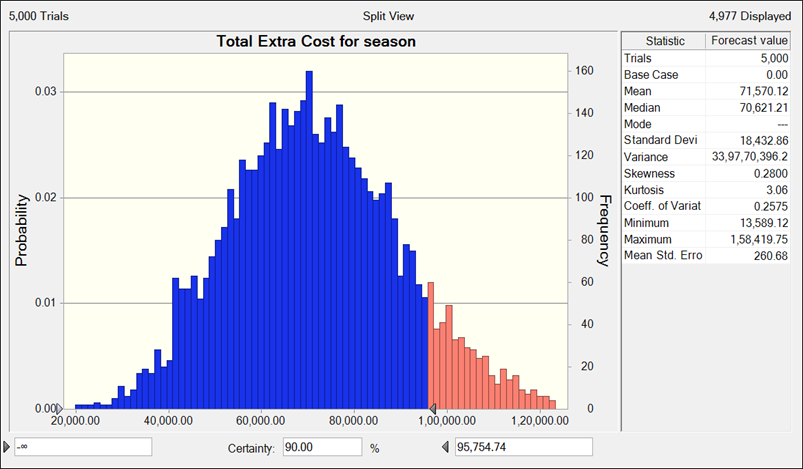 5,000 Trials Split View 4,977 Displayed
Total Extra Cost for season
Probability
0.03
0.02
0.01
0.00
Frequency
160
140
120
100
80
60
40
20
0
20,000.00 40,000.00 60,000.00 80,000.00 1,00,000.00 1,20,000.00
Statistic Forecast value
Trials 5,000
Base Case 0.00
Mean 71,570.12
Median 70,621.21
Mode ---
Standard Devi 18,432.86
Variance 33,97,70,396.2
Skewness 0.2800
Kurtosis 3.06
Coeff. of Variat 0.2575
Minimum 13,589.12
Maximum 1,58,419.75
Mean Std. Erro 260.68
-∞ Certainty: 90.00 % 95,754.74